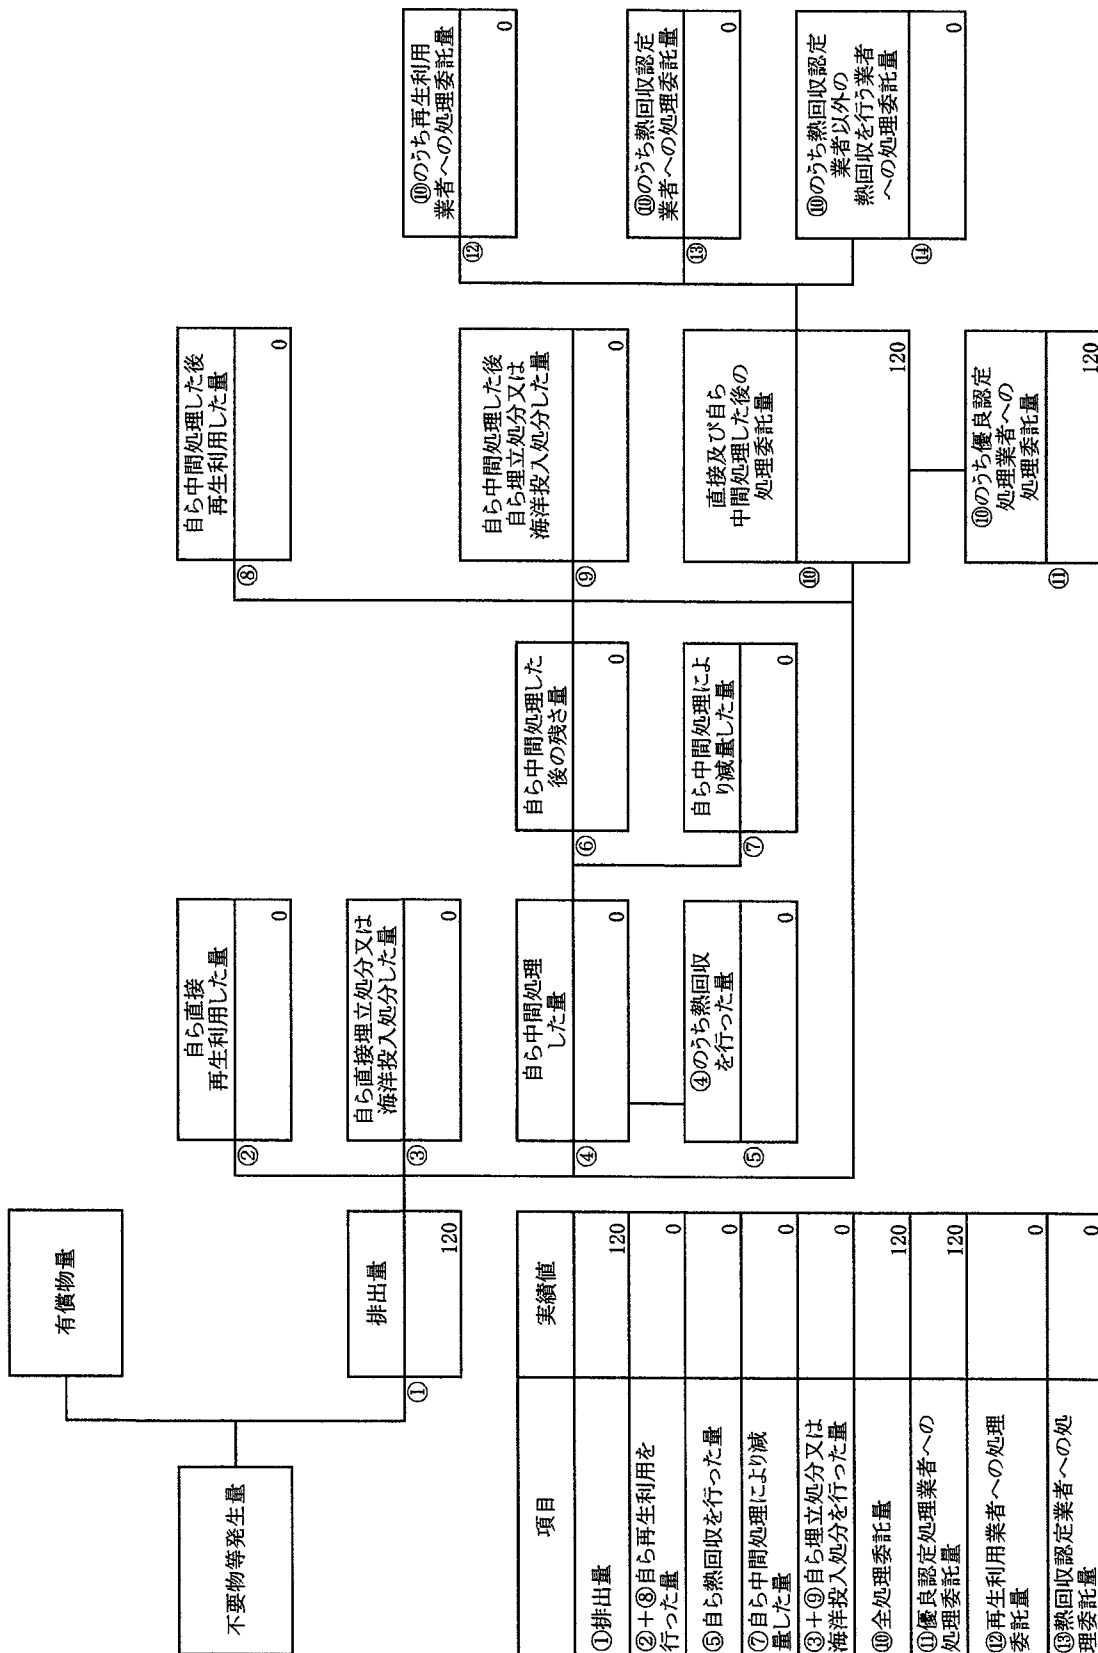 不要物等発生量
有償物量
排出量
①
120
自ら直接
再生利用した量
②
0
自ら直接埋立処分又は
海洋投入処分した量
③
0
自ら中間処理
した量
④
0
④のうち熱回収
を行った量
⑤
0
自ら中間処理した
後の残さ量
⑥
0
自ら中間処理によ
り減量した量
⑦
0
自ら中間処理した後
再生利用した量
⑧
0
自ら中間処理した後
自ら埋立処分又は
海洋投入処分した量
⑨
0
直接及び自ら
中間処理した後の
処理委託量
⑩
120
⑩のうち優良認定
処理業者への
処理委託量
⑪
120
⑩のうち再生利用
業者への処理委託量
⑫
0
⑩のうち熱回収認定
業者への処理委託量
⑬
0
⑩のうち熱回収認定
業者以外の
熱回収を行う業者
への処理委託量
⑭
0
項目 実績値
①排出量 120
②+⑧自ら再生利用を
行った量 0
⑤自ら熱回収を行った量 0
⑦自ら中間処理により減
量した量 0
③+⑨自ら埋立処分又は
海洋投入処分を行った量 0
⑩全処理委託量 120
⑪優良認定処理業者への
処理委託量 120
⑫再生利用業者への処理
委託量 0
⑬熱回収認定業者への処
理委託量 0